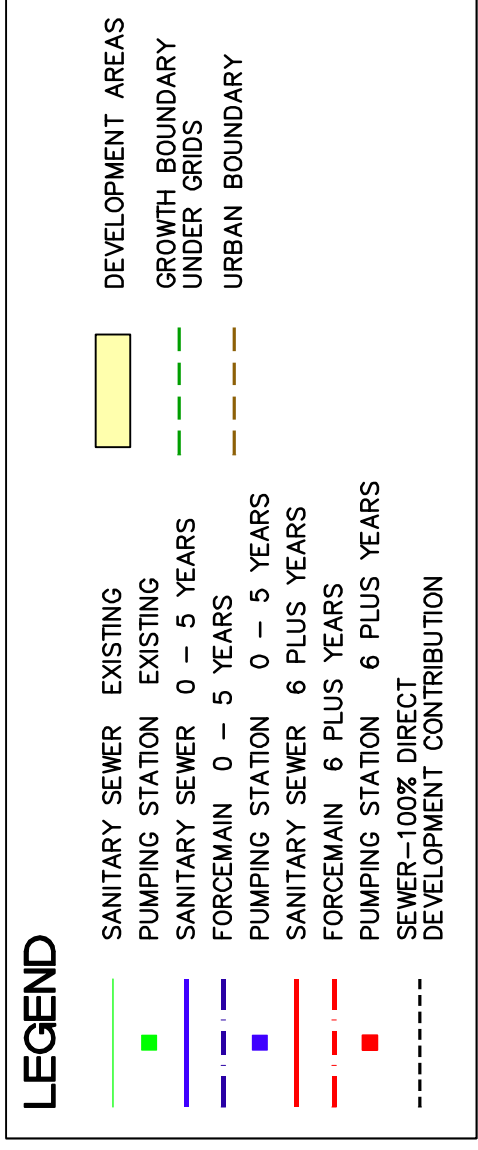 LEGEND
SANITARY SEWER EXISTING
PUMPING STATION EXISTING
SANITARY SEWER 0 – 5 YEARS
FORCEMAIN 0 – 5 YEARS
PUMPING STATION 0 – 5 YEARS
SANITARY SEWER 6 PLUS YEARS
FORCEMAIN 6 PLUS YEARS
PUMPING STATION 6 PLUS YEARS
SEWER–100% DIRECT
DEVELOPMENT CONTRIBUTION
DEVELOPMENT AREAS
GROWTH BOUNDARY
UNDER GRIDS
URBAN BOUNDARY